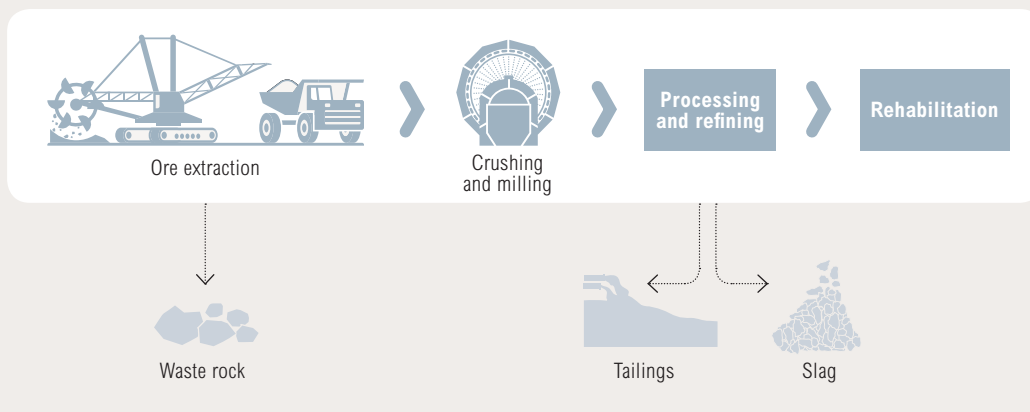 Ore extraction
Crushing
and milling
Processing
and refining
Rehabilitation
Waste rock
Tailings
Slag